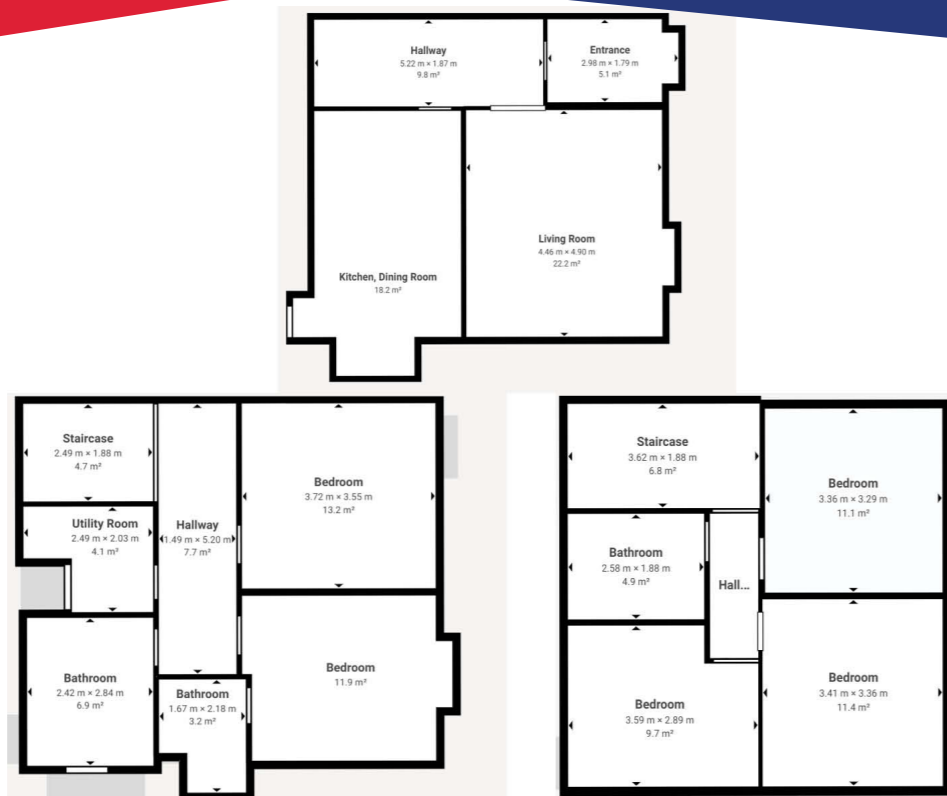 Hallway
5.22 m × 1.87 m
9.8 m²
Entrance
2.98 m × 1.79 m
5.1 m²
Living Room
4.46 m × 4.90 m
22.2 m²
Kitchen, Dining Room
18.2 m²
Staircase
2.49 m × 1.88 m
4.7 m²
Utility Room
2.49 m × 2.03 m
4.1 m²
Hallway
1.49 m × 5.20 m
7.7 m²
Bedroom
3.72 m × 3.55 m
13.2 m²
Bathroom
2.42 m × 2.84 m
6.9 m²
Bathroom
1.67 m × 2.18 m
3.2 m²
Bedroom
11.9 m²
Staircase
3.62 m × 1.88 m
6.8 m²
Bedroom
3.36 m × 3.29 m
11.1 m²
Bathroom
2.58 m × 1.88 m
4.9 m²
Hall...
Bedroom
3.59 m × 2.89 m
9.7 m²
Bedroom
3.41 m × 3.36 m
11.4 m²